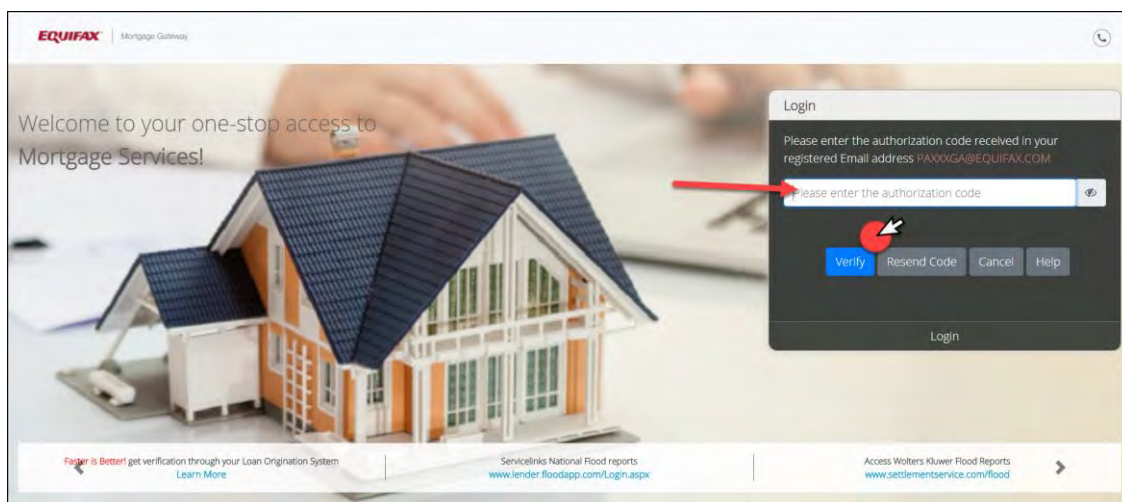 EQUIFAX | Mortgage Gateway
Welcome to your one-stop access to
Mortgage Services!
Login
Please enter the authorization code received in your
registered Email address PAXXXGA@EQUIFAX.COM
Please enter the authorization code
Verify Resend Code Cancel Help
Login
Faster is Better! get verification through your Loan Origination System
Learn More
Servicelinks National Flood reports
www.lender.floodapp.com/Login.aspx
Access Wolters Kluwer Flood Reports
www.settlementservice.com/flood